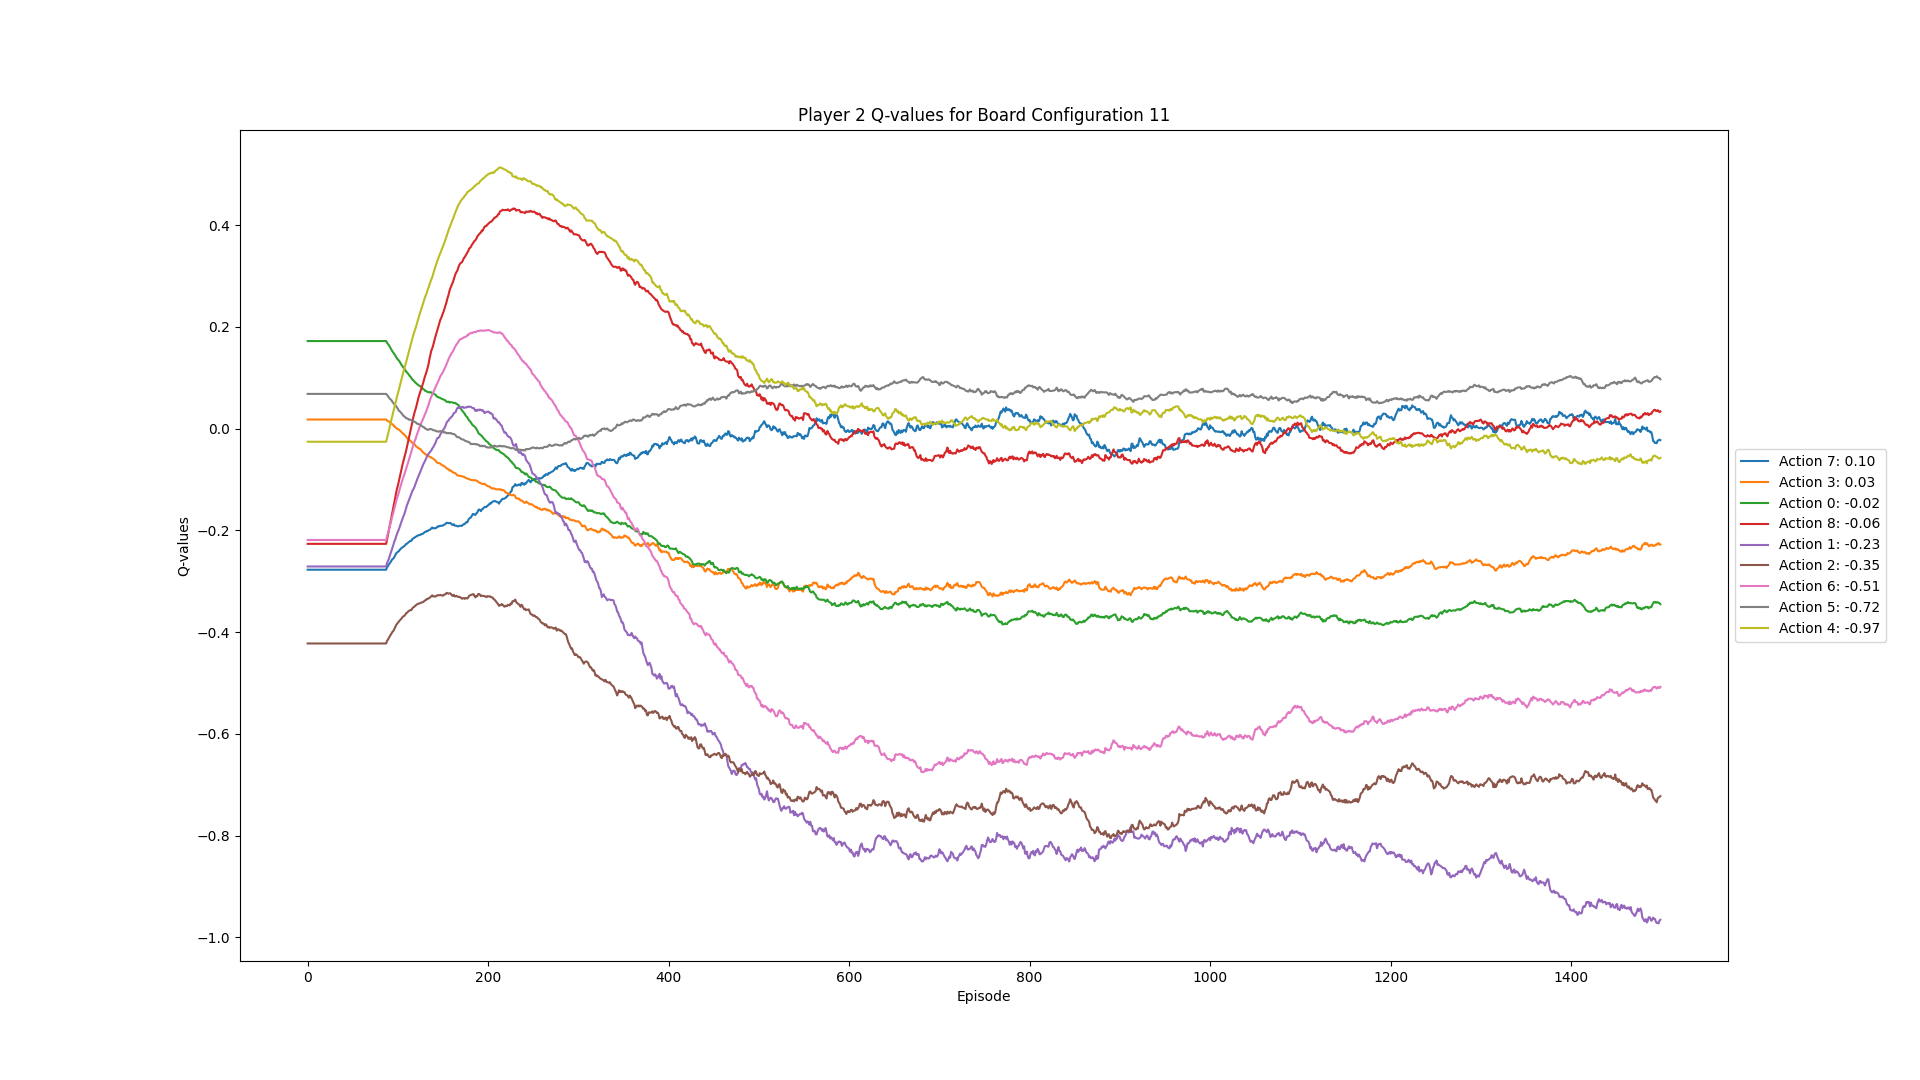 Player 2 Q-values for Board Configuration 11
Q-values
0.4
0.2
0.0
−0.2
−0.4
−0.6
−0.8
−1.0
0 200 400 600 800 1000 1200 1400
Episode
Action 7: 0.10
Action 3: 0.03
Action 0: -0.02
Action 8: -0.06
Action 1: -0.23
Action 2: -0.35
Action 6: -0.51
Action 5: -0.72
Action 4: -0.97